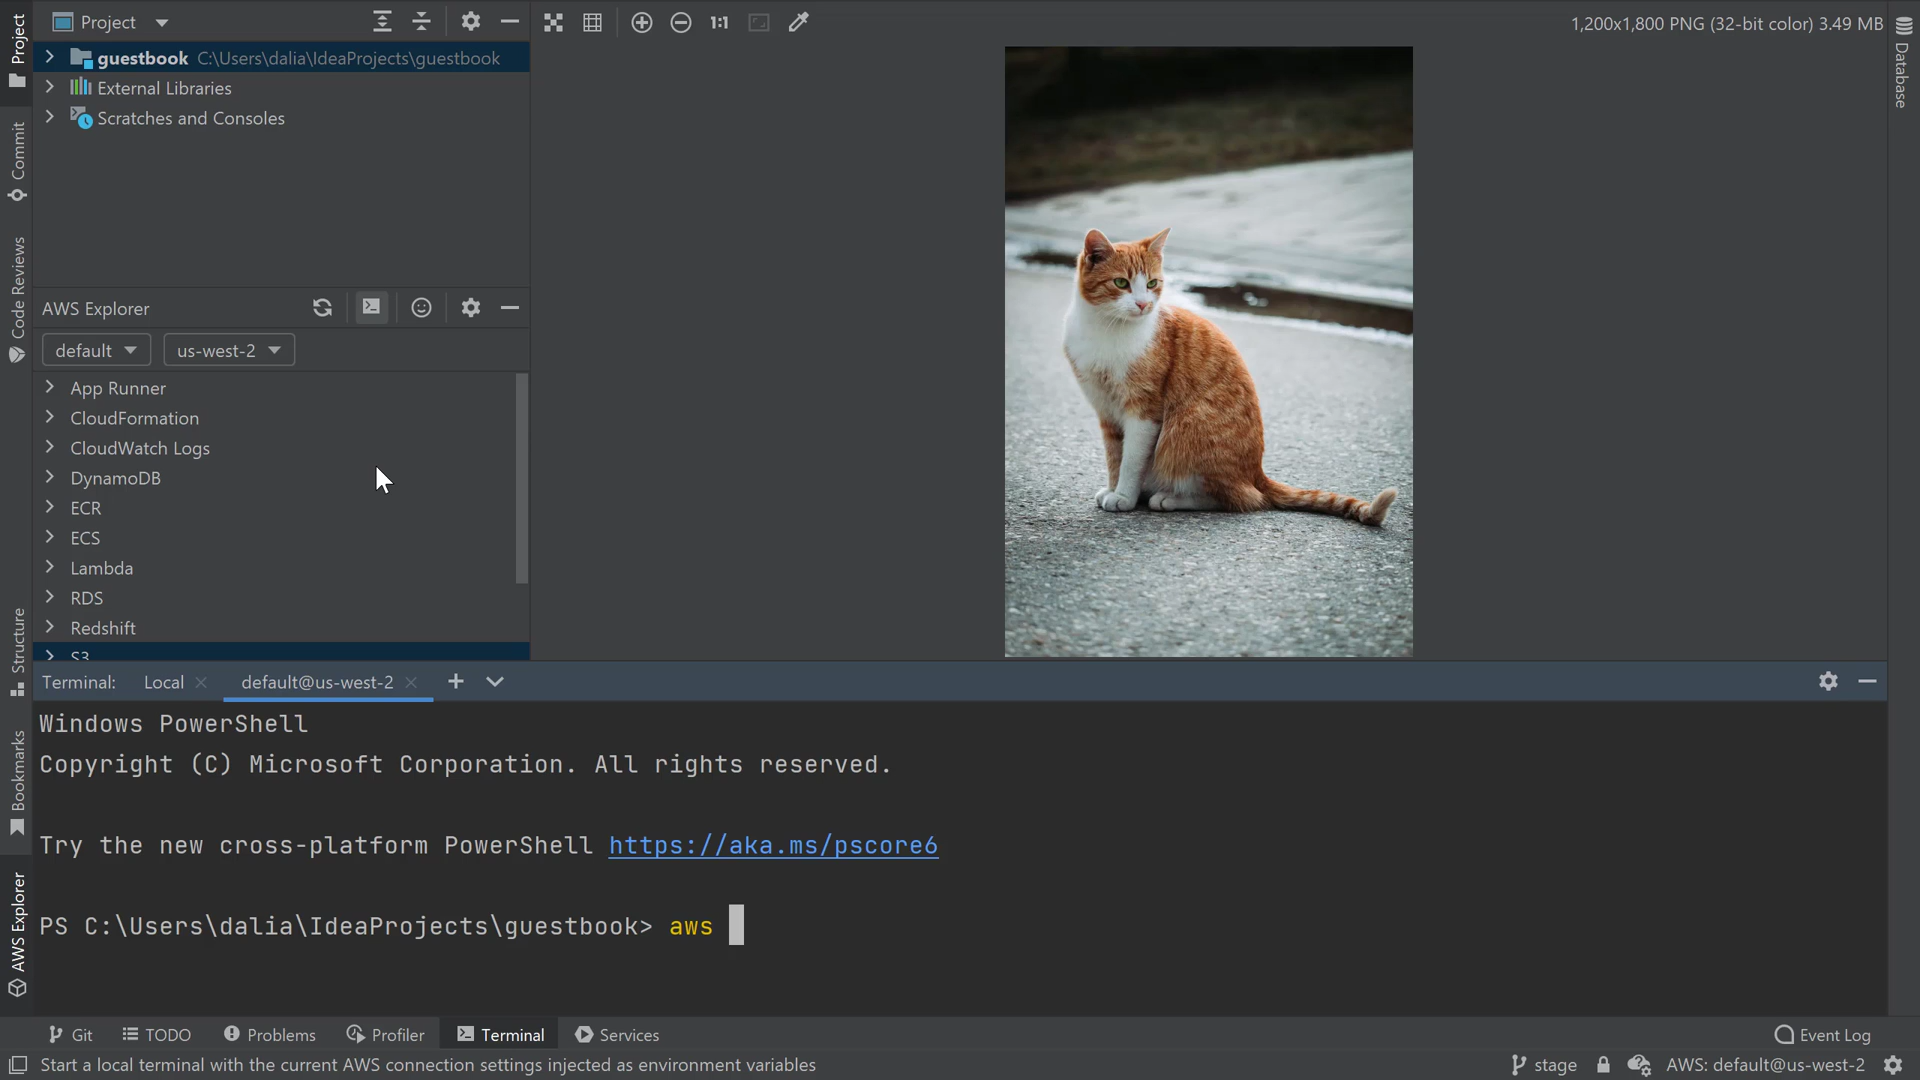 Project
1,200x1,800 PNG (32-bit color) 3.49 MB
guestbook C:\Users\dalia\IdeaProjects\guestbook
External Libraries
Scratches and Consoles
AWS Explorer
default
us-west-2
App Runner
CloudFormation
CloudWatch Logs
DynamoDB
ECR
ECS
Lambda
RDS
Redshift
S3
Project
Commit
Code Reviews
Structure
Bookmarks
AWS Explorer
Database
1:1
Terminal: Local default@us-west-2
Windows PowerShell
Copyright (C) Microsoft Corporation. All rights reserved.
Try the new cross-platform PowerShell https://aka.ms/pscore6
PS C:\Users\dalia\IdeaProjects\guestbook> aws
Git TODO Problems Profiler Terminal Services Event Log
Start a local terminal with the current AWS connection settings injected as environment variables stage AWS: default@us-west-2